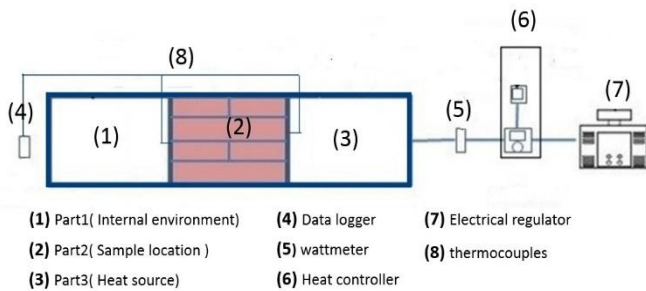 (6)
(8)
(7)
(4)
(5)
(1)
(2)
(3)
(1) Part1( Internal environment)
(4) Data logger
(7) Electrical regulator
(2) Part2( Sample location )
(5) wattmeter
(8) thermocouples
(3) Part3( Heat source)
(6) Heat controller